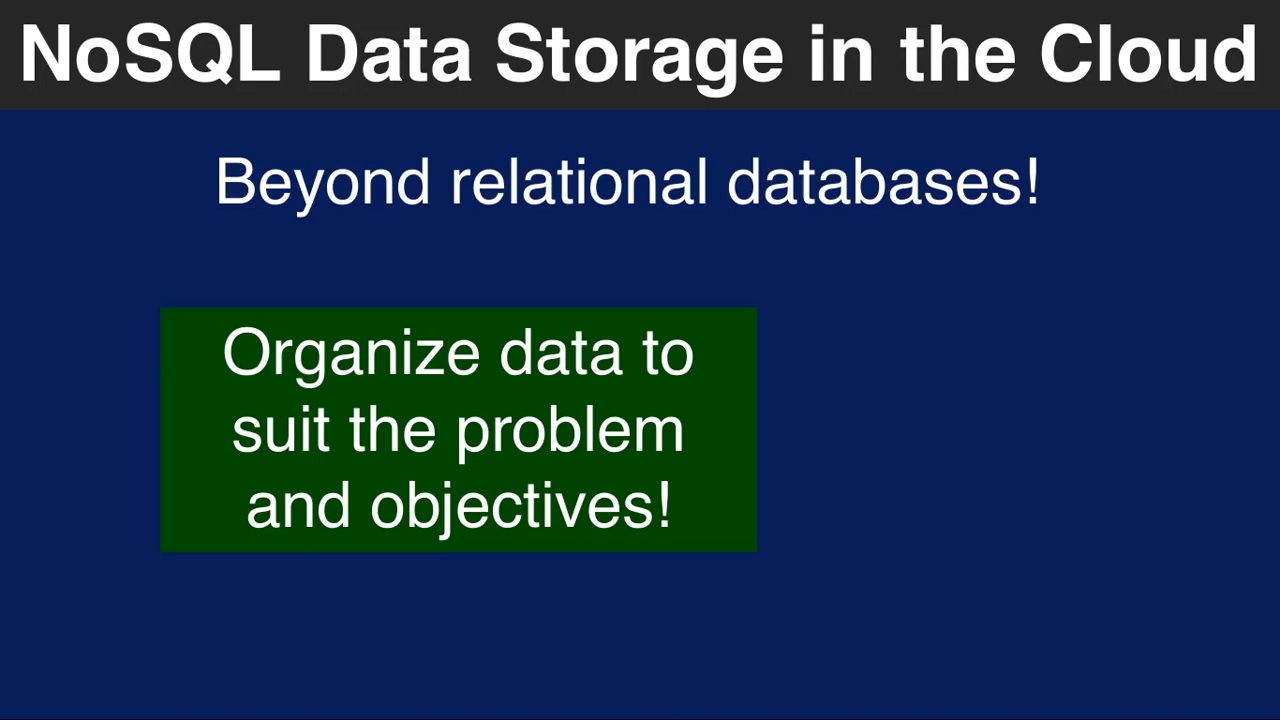 NoSQL Data Storage in the Cloud
Beyond relational databases!
Organize data to
suit the problem
and objectives!